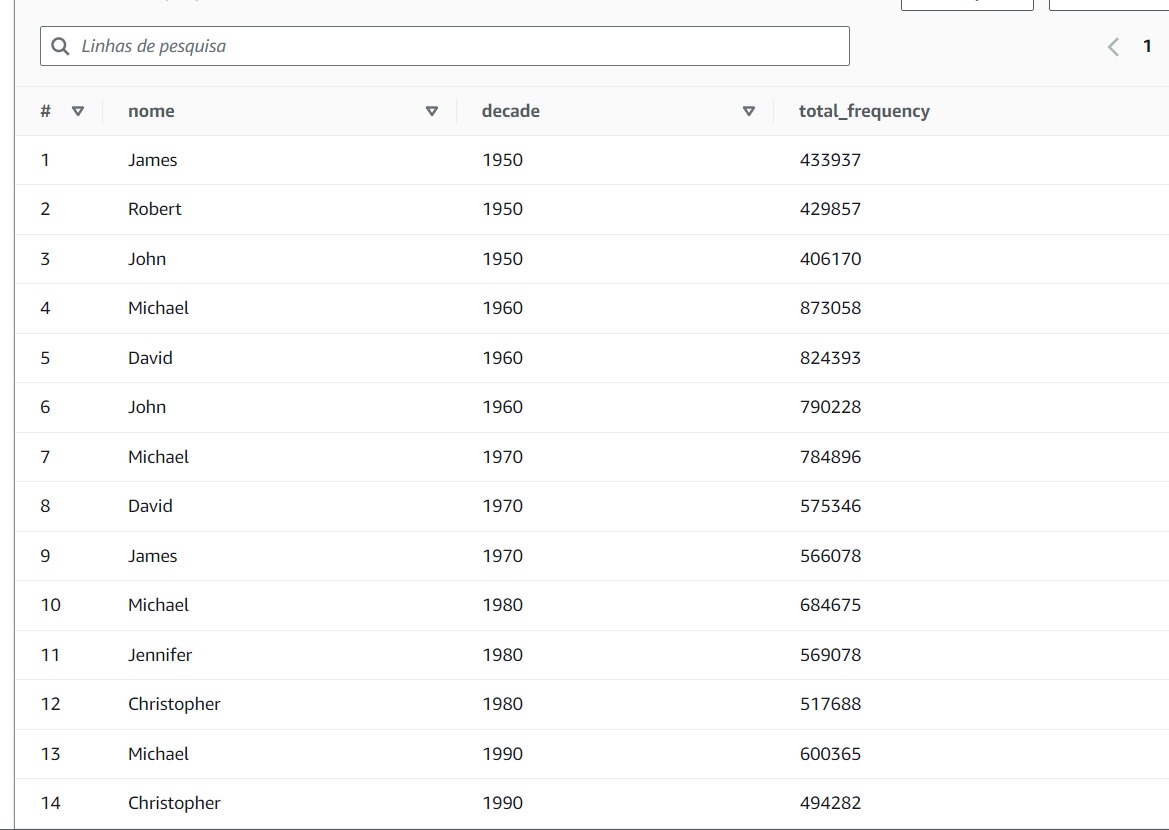 Linhas de pesquisa
1
# nome decade total_frequency
1 James 1950 433937
2 Robert 1950 429857
3 John 1950 406170
4 Michael 1960 873058
5 David 1960 824393
6 John 1960 790228
7 Michael 1970 784896
8 David 1970 575346
9 James 1970 566078
10 Michael 1980 684675
11 Jennifer 1980 569078
12 Christopher 1980 517688
13 Michael 1990 600365
14 Christopher 1990 494282